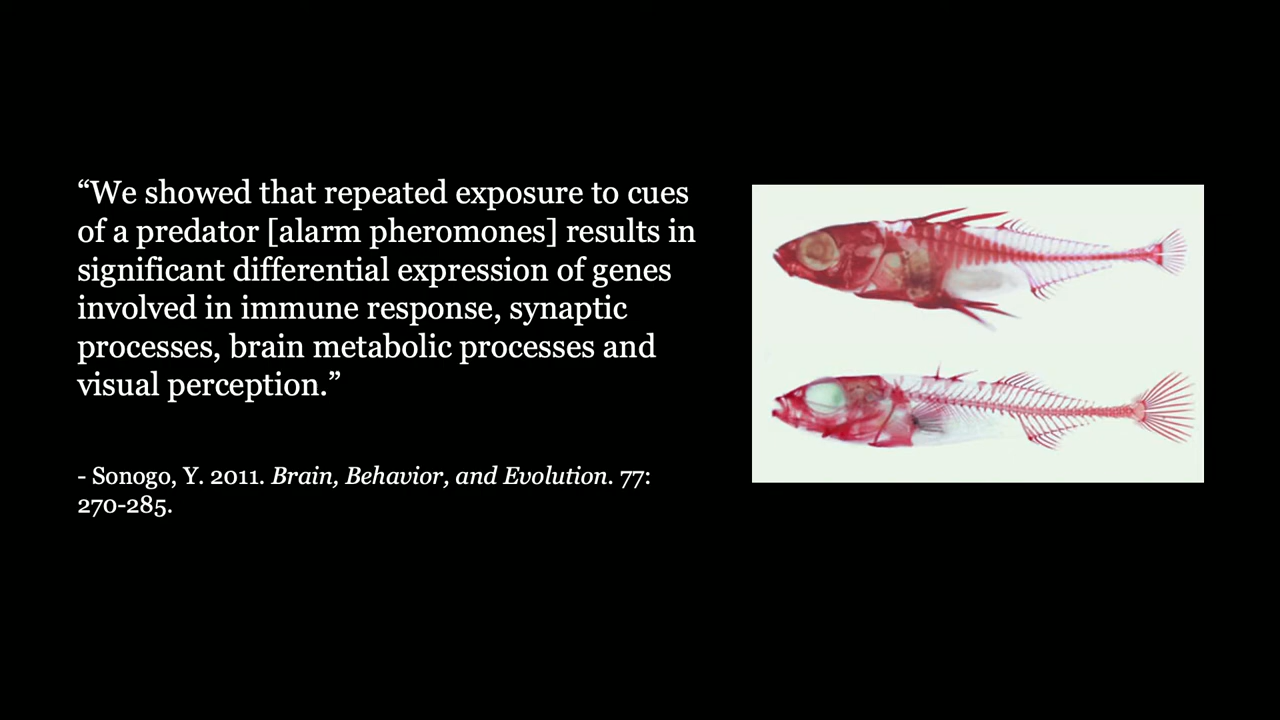 “We showed that repeated exposure to cues
of a predator [alarm pheromones] results in
significant differential expression of genes
involved in immune response, synaptic
processes, brain metabolic processes and
visual perception.”
- Sonogo, Y. 2011. Brain, Behavior, and Evolution. 77:
270-285.